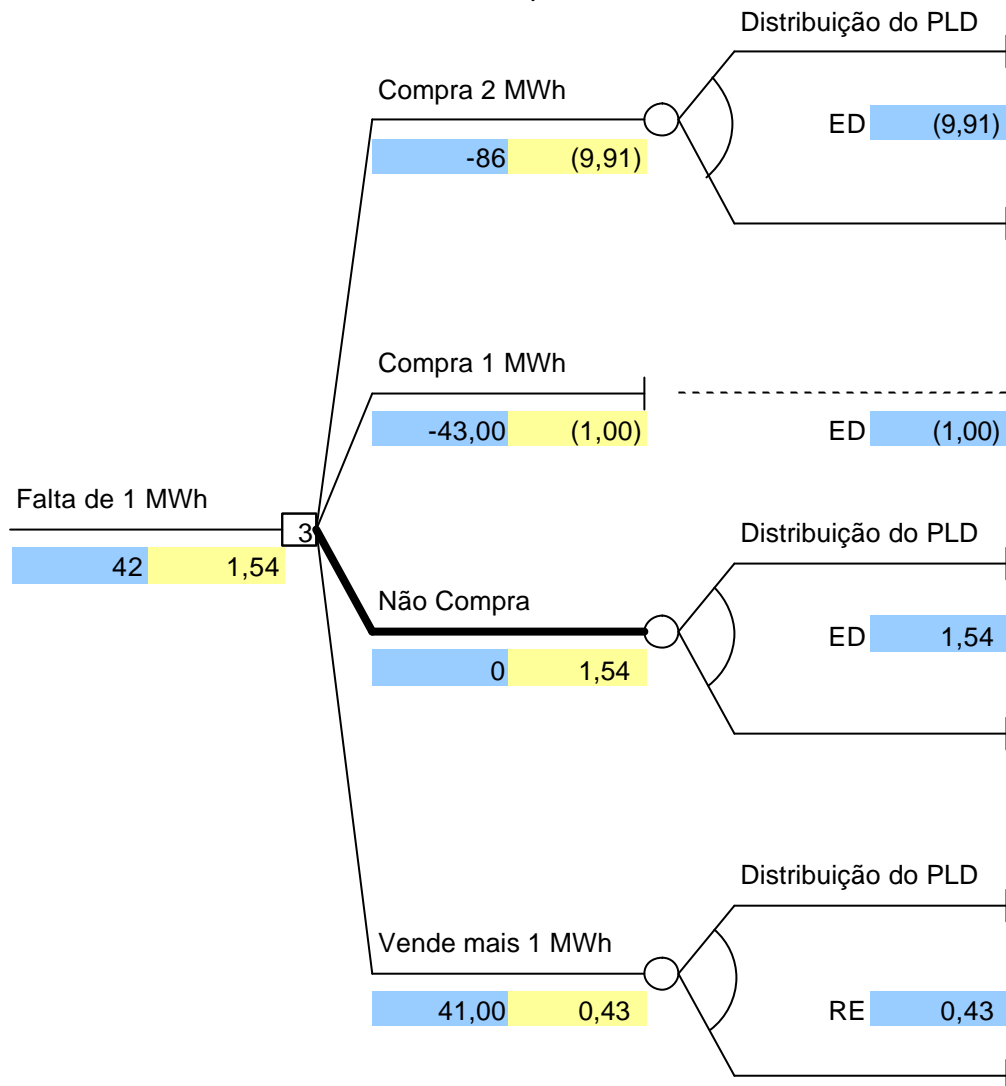 Distribuição do PLD
Compra 2 MWh
ED (9,91)
-86 (9,91)
Compra 1 MWh
-43,00 (1,00) ED (1,00)
Falta de 1 MWh
3
Distribuição do PLD
42 1,54
Não Compra
ED 1,54
0 1,54
Distribuição do PLD
Vende mais 1 MWh
41,00 0,43 RE 0,43